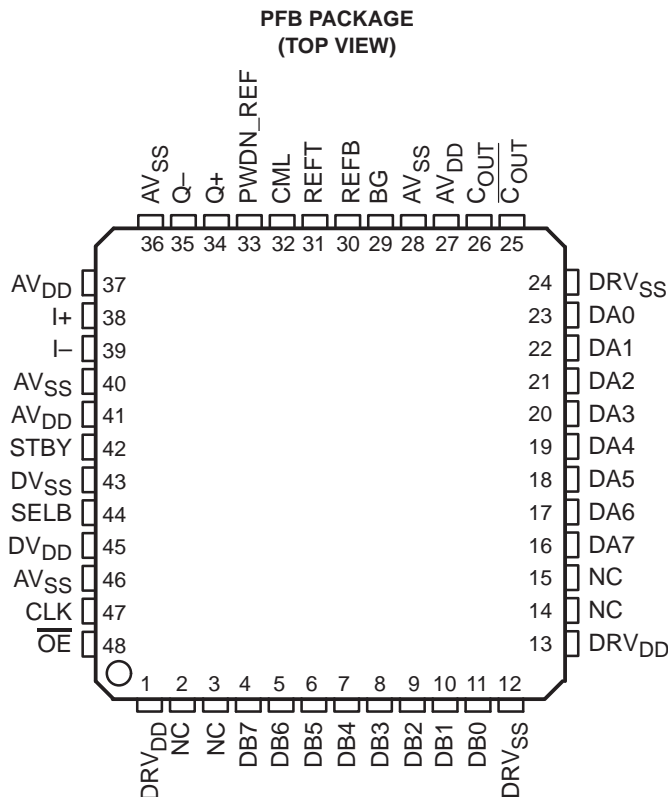 PFB PACKAGE
(TOP VIEW)
AVSS
Q–
Q+
PWDN_REF
CML
REFT
REFB
BG
AVSS
AVDD
COUT
C̅O̅U̅T̅
36 35 34 33 32 31 30 29 28 27 26 25
AVDD 37
I+ 38
I– 39
AVSS 40
AVDD 41
STBY 42
DVSS 43
SELB 44
DVDD 45
AVSS 46
CLK 47
O̅E̅ 48
24 DRVSS
23 DA0
22 DA1
21 DA2
20 DA3
19 DA4
18 DA5
17 DA6
16 DA7
15 NC
14 NC
13 DRVDD
1 2 3 4 5 6 7 8 9 10 11 12
DRVDD
NC
NC
DB7
DB6
DB5
DB4
DB3
DB2
DB1
DB0
DRVSS